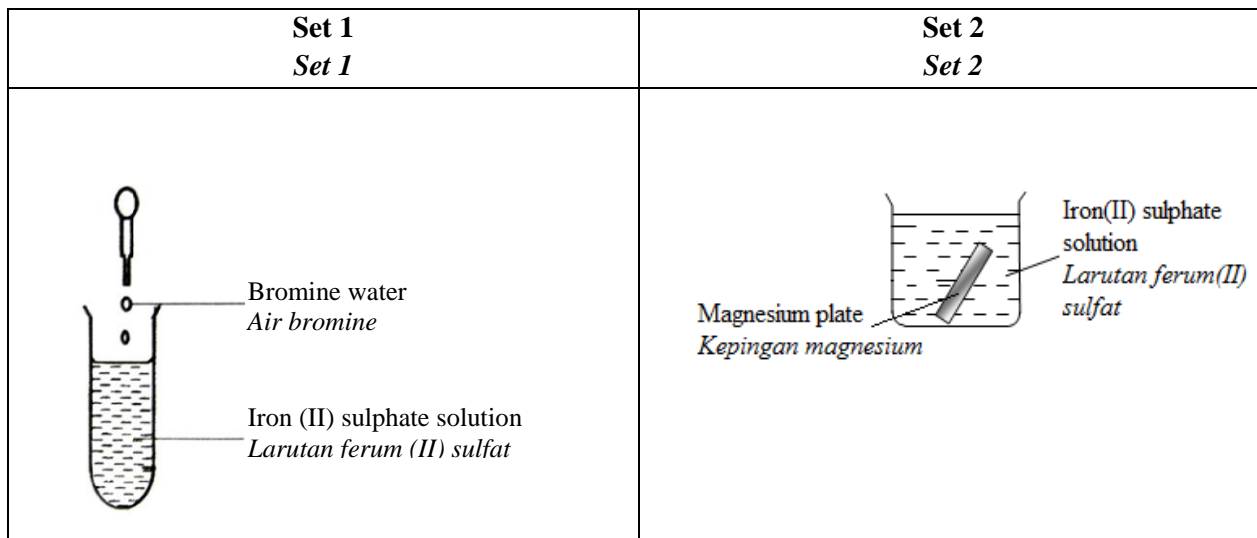 Set 1
Set 1
Set 2
Set 2
Bromine water
Air bromine
Iron (II) sulphate solution
Larutan ferum (II) sulfat
Iron(II) sulphate
solution
Larutan ferum(II)
sulfat
Magnesium plate
Kepingan magnesium